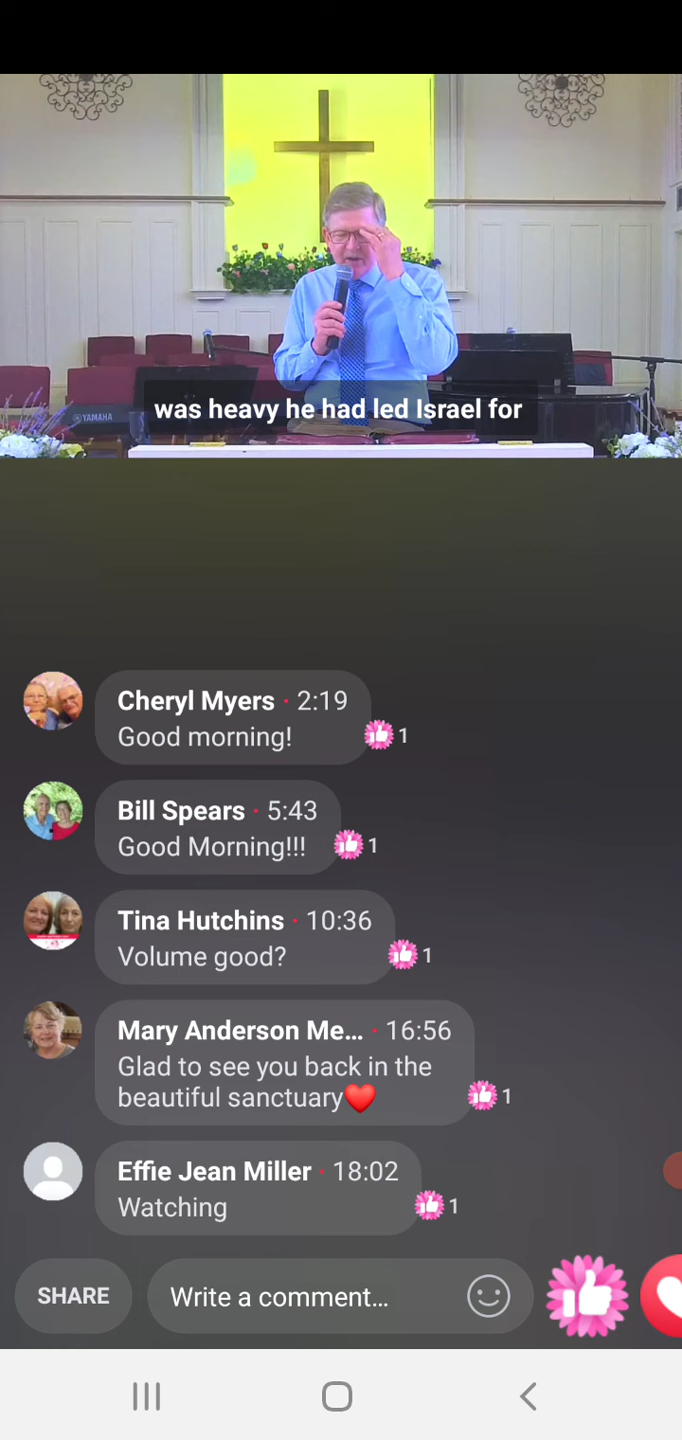 YAMAHA
was heavy he had led Israel for
Cheryl Myers · 2:19
Good morning!
1
Bill Spears · 5:43
Good Morning!!!
1
Tina Hutchins · 10:36
Volume good?
1
Mary Anderson Me... · 16:56
Glad to see you back in the
beautiful sanctuary❤️
1
Effie Jean Miller · 18:02
Watching
1
SHARE
Write a comment...